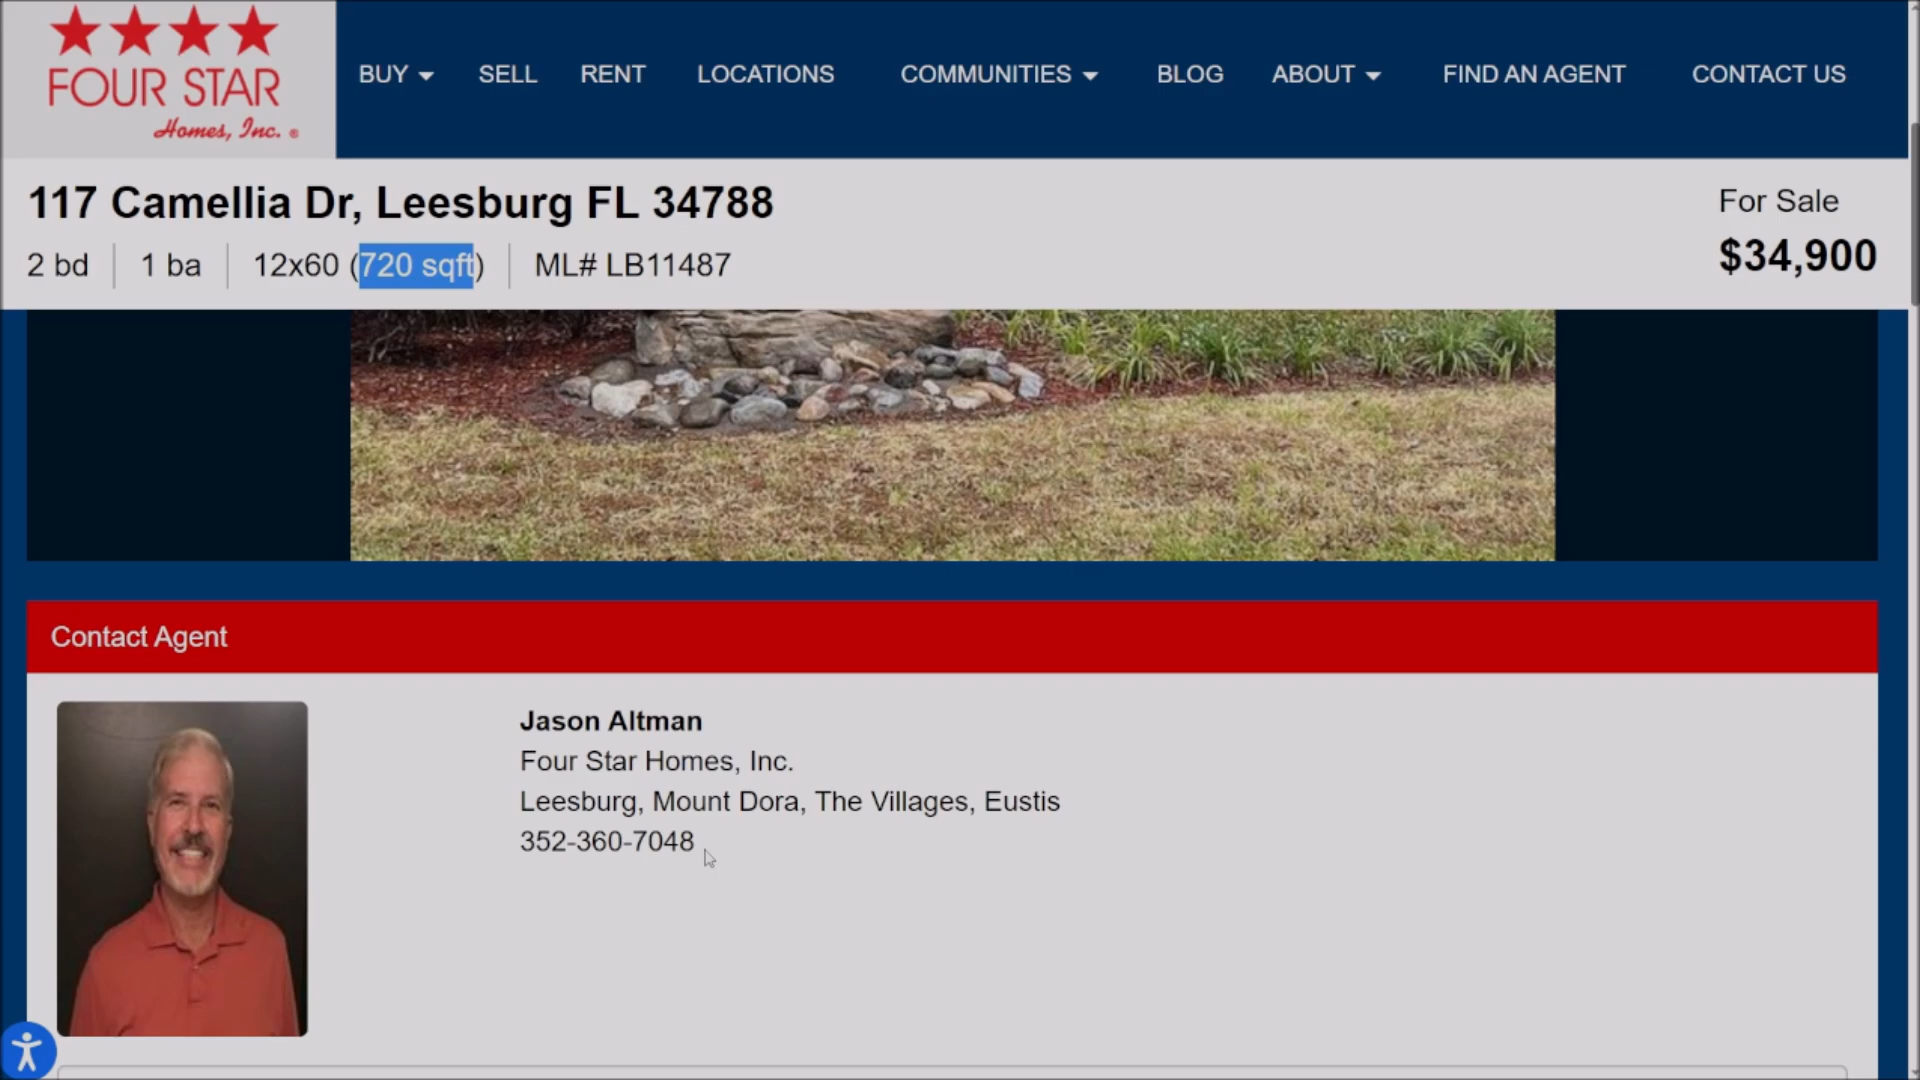 FOUR STAR
Homes, Inc. ®
BUY SELL RENT LOCATIONS COMMUNITIES BLOG ABOUT FIND AN AGENT CONTACT US
117 Camellia Dr, Leesburg FL 34788
For Sale
2 bd 1 ba 12x60 (720 sqft) ML# LB11487
$34,900
Contact Agent
Jason Altman
Four Star Homes, Inc.
Leesburg, Mount Dora, The Villages, Eustis
352-360-7048